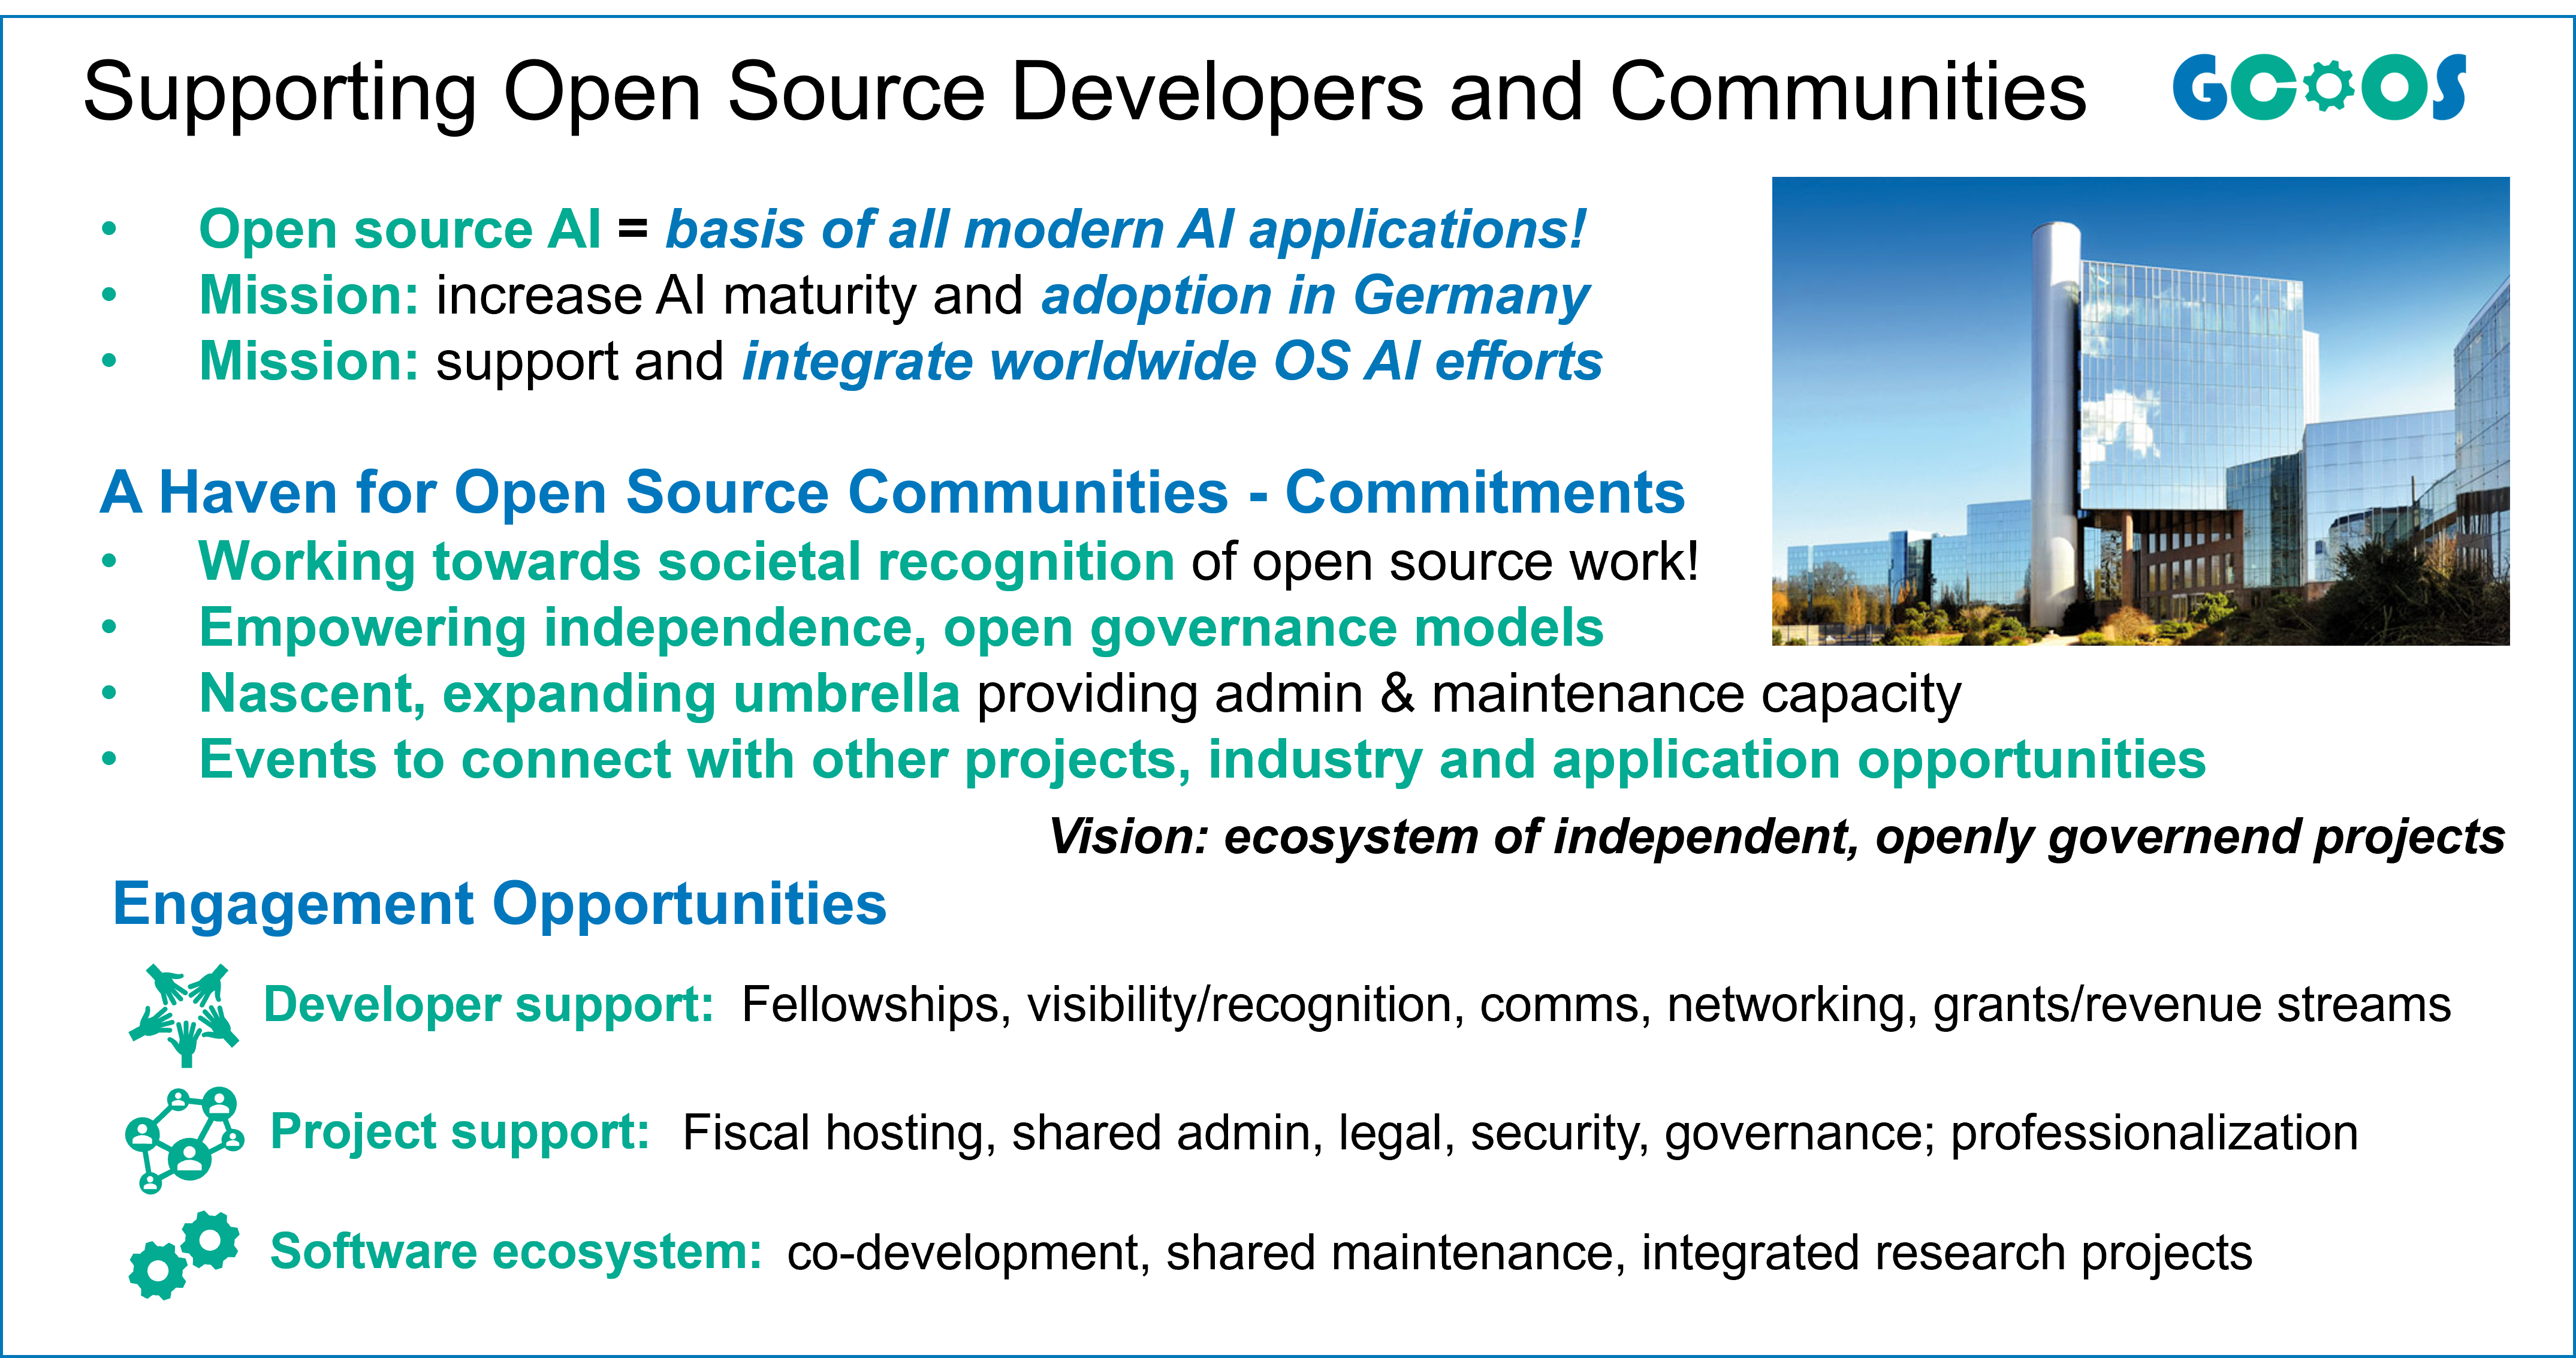 Supporting Open Source Developers and Communities
GC OS
• Open source AI = basis of all modern AI applications!
• Mission: increase AI maturity and adoption in Germany
• Mission: support and integrate worldwide OS AI efforts
A Haven for Open Source Communities - Commitments
• Working towards societal recognition of open source work!
• Empowering independence, open governance models
• Nascent, expanding umbrella providing admin & maintenance capacity
• Events to connect with other projects, industry and application opportunities
Vision: ecosystem of independent, openly governend projects
Engagement Opportunities
Developer support: Fellowships, visibility/recognition, comms, networking, grants/revenue streams
Project support: Fiscal hosting, shared admin, legal, security, governance; professionalization
Software ecosystem: co-development, shared maintenance, integrated research projects